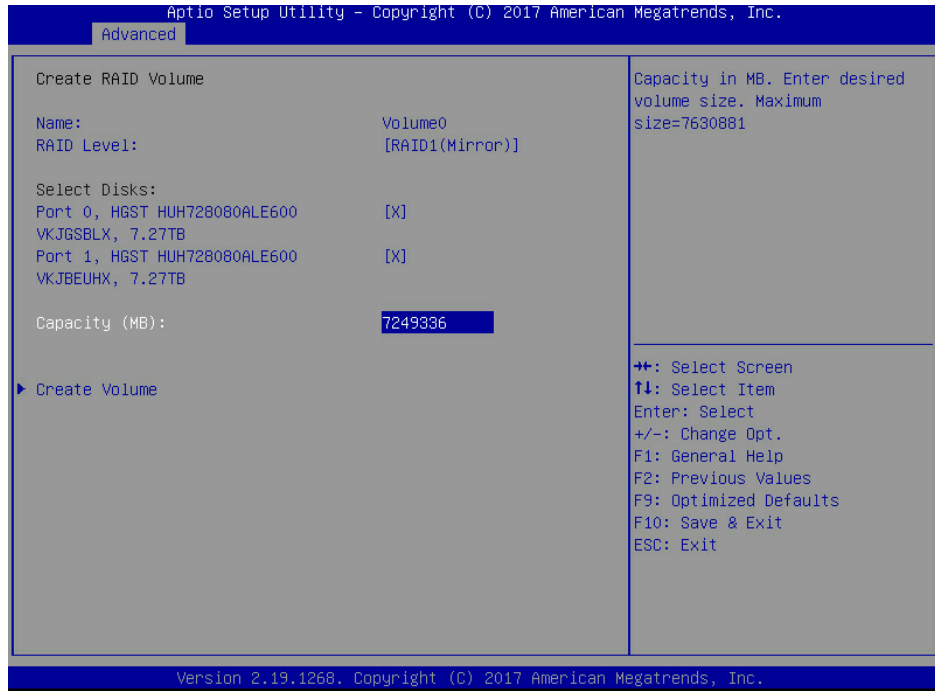 Aptio Setup Utility – Copyright (C) 2017 American Megatrends, Inc.
Advanced
Create RAID Volume
Name: Volume0
RAID Level: [RAID1(Mirror)]
Select Disks:
Port 0, HGST HUH728080ALE600 [X]
VKJGSBLX, 7.27TB
Port 1, HGST HUH728080ALE600 [X]
VKJBEUHX, 7.27TB
Capacity (MB): 7249336
Create Volume
Capacity in MB. Enter desired
volume size. Maximum
size=7630881
→←: Select Screen
↑↓: Select Item
Enter: Select
+/-: Change Opt.
F1: General Help
F2: Previous Values
F9: Optimized Defaults
F10: Save & Exit
ESC: Exit
Version 2.19.1268. Copyright (C) 2017 American Megatrends, Inc.